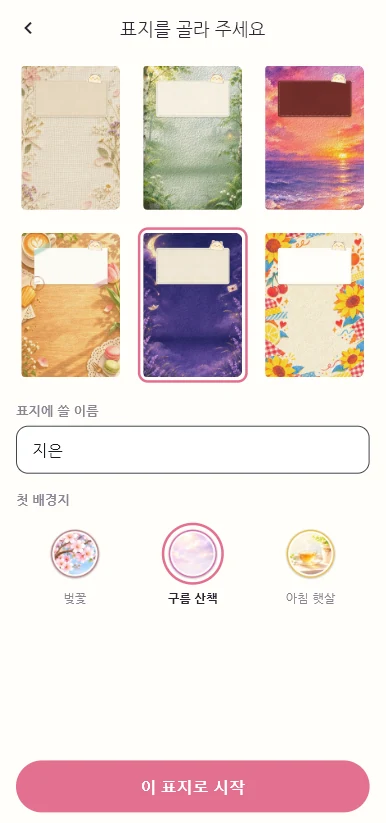 표지를 골라 주세요
표지에 쓸 이름
지은
첫 배경지
벚꽃
구름 산책
아침 햇살
이 표지로 시작